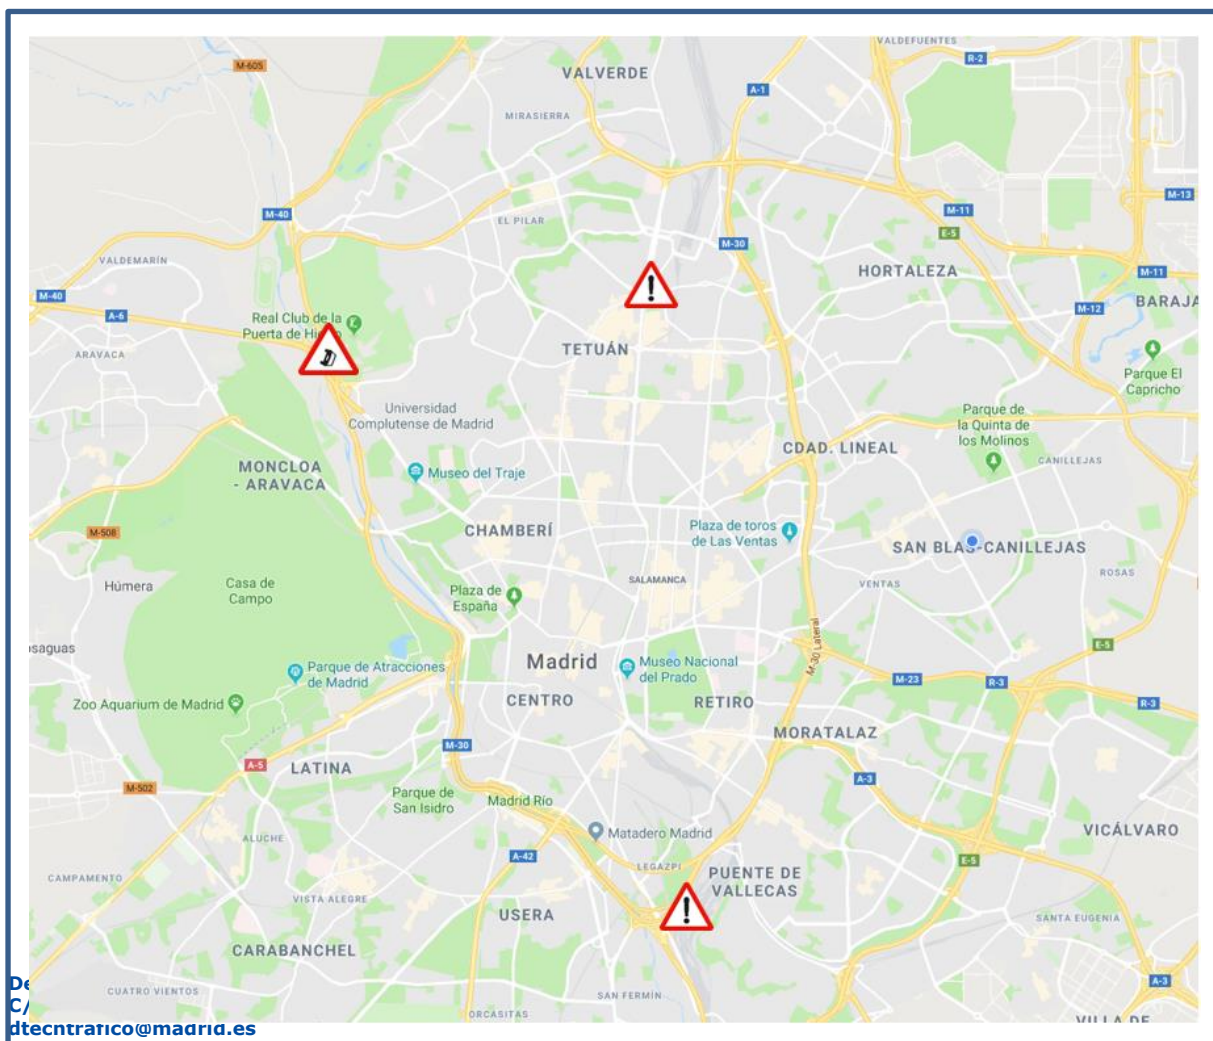 VALDEFUENTES
M-605
R-2
VALVERDE
A-1
MIRASIERRA
M-13
M-40
M-11
EL PILAR
E-5
M-30
VALDEMARÍN
HORTALEZA
M-11
M-40
BARAJA
A-6
Real Club de la
Puerta de Hi
M-12
TETUÁN
ARAVACA
Parque El
Capricho
Universidad
Complutense de Madrid
Parque de
la Quinta de
los Molinos
CDAD. LINEAL
CANILLEJAS
MONCLOA
- ARAVACA
Museo del Traje
CHAMBERÍ
Plaza de toros
de Las Ventas
M-508
SAN BLAS-CANILLEJAS
ROSAS
Húmera
Casa de
Campo
SALAMANCA
VENTAS
Plaza de
España
M-30 Lateral
osaguas
E-5
Madrid
Museo Nacional
del Prado
Parque de Atracciones
de Madrid
M-23
R-3
CENTRO
RETIRO
R-3
Zoo Aquarium de Madrid
MORATALAZ
M-30
A-5
LATINA
A-3
M-502
Parque de
San Isidro
Madrid Río
Matadero Madrid
VICÁLVARO
ALUCHE
A-42
E-5
LEGAZPI
PUENTE DE
VALLECAS
CAMPAMENTO
VISTA ALEGRE
USERA
SANTA EUGENIA
CARABANCHEL
A-3
De
CUATRO VIENTOS
SAN FERMÍN
C/
ORCASITAS
VILLA DE
dtecntrafico@madrid.es